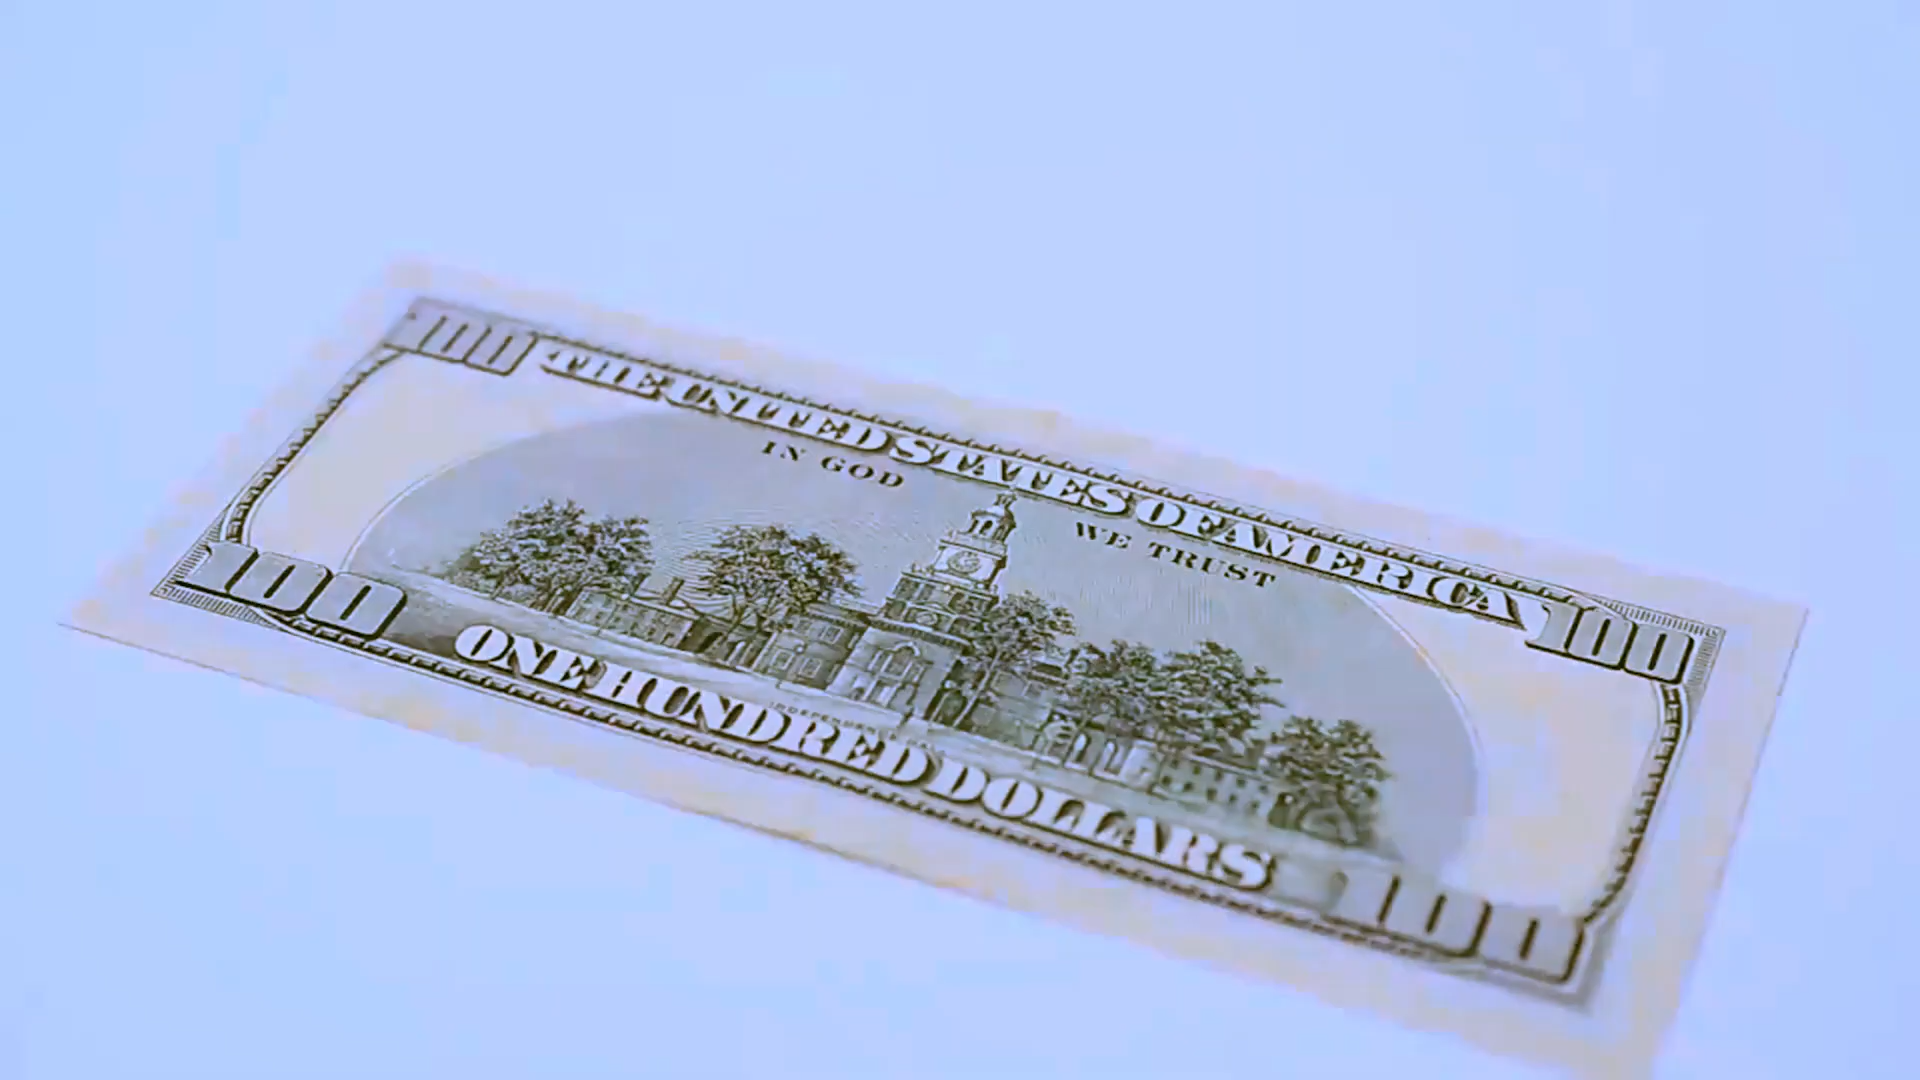 100 THE UNITED STATES OF AMERICA 100
IN GOD
WE TRUST
100 ONE HUNDRED DOLLARS 100